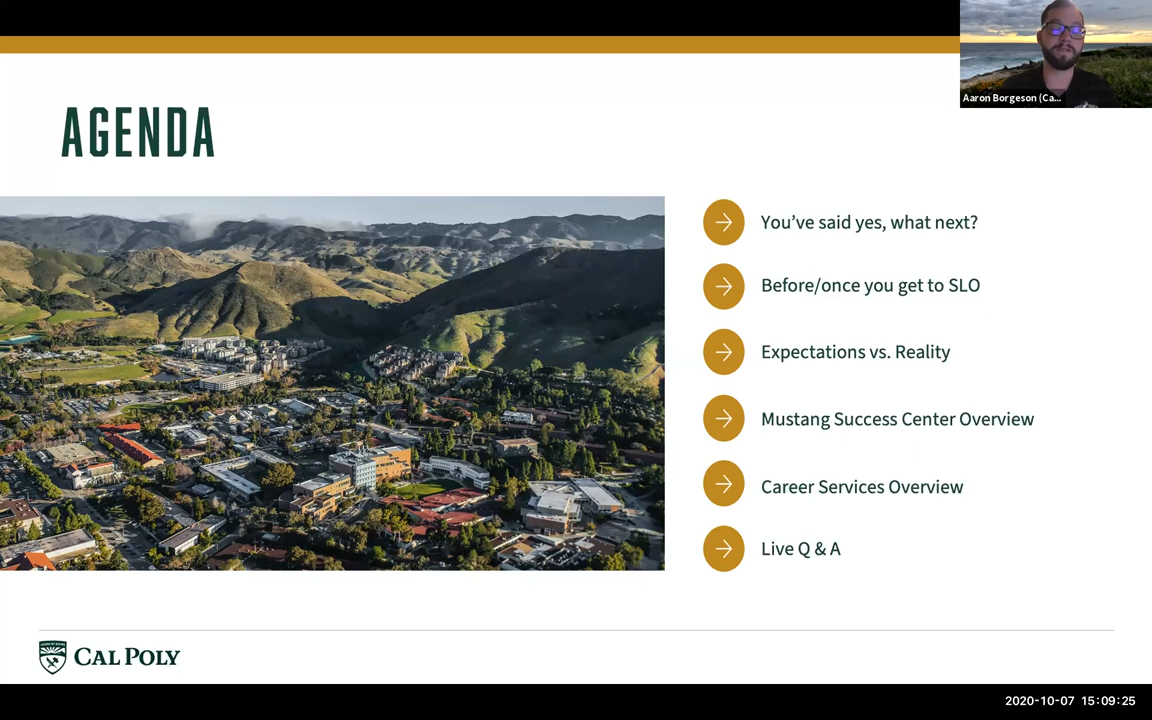 Aaron Borgeson (Ca...
AGENDA
You've said yes, what next?
Before/once you get to SLO
Expectations vs. Reality
Mustang Success Center Overview
Career Services Overview
Live Q & A
CAL POLY
2020-10-07 15:09:25